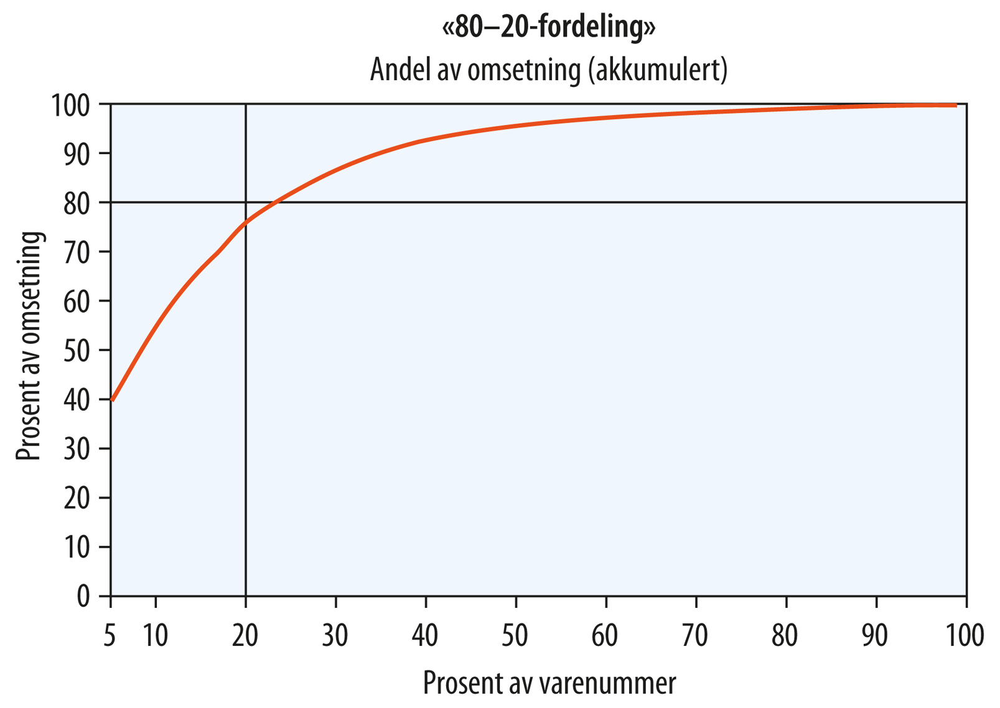 «80–20-fordeling»
Andel av omsetning (akkumulert)
Prosent av omsetning
100
90
80
70
60
50
40
30
20
10
0
5 10 20 30 40 50 60 70 80 90 100
Prosent av varenummer